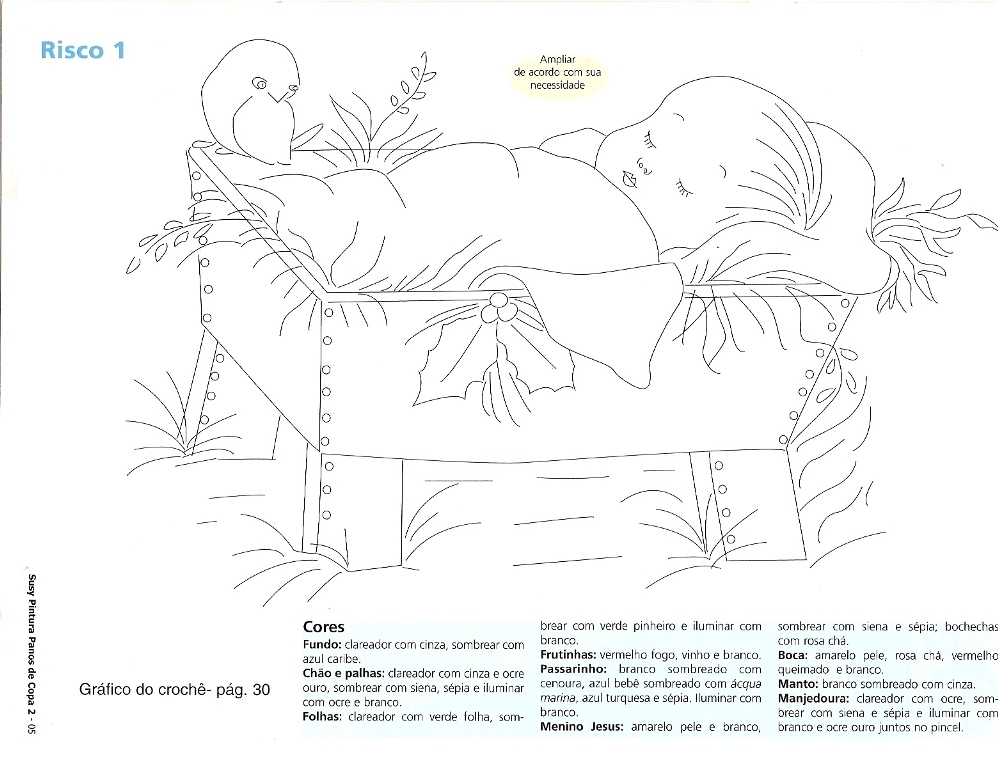 Risco 1
Ampliar
de acordo com sua
necessidade
Susy Pintura Panos de Copa 2 - 05
Gráfico do crochê- pág. 30
Cores
Fundo: clareador com cinza, sombrear com
azul caribe.
Chão e palhas: clareador com cinza e ocre
ouro, sombrear com siena, sépia e iluminar
com ocre e branco.
Folhas: clareador com verde folha, som-
brear com verde pinheiro e iluminar com
branco.
Frutinhas: vermelho fogo, vinho e branco.
Passarinho: branco sombreado com
cenoura, azul bebê sombreado com ácqua
marina, azul turquesa e sépia. Iluminar com
branco.
Menino Jesus: amarelo pele e branco,
sombrear com siena e sépia; bochechas
com rosa chá.
Boca: amarelo pele, rosa chá, vermelho
queimado e branco.
Manto: branco sombreado com cinza.
Manjedoura: clareador com ocre, som-
brear com siena e sépia e iluminar com
branco e ocre ouro juntos no pincel.